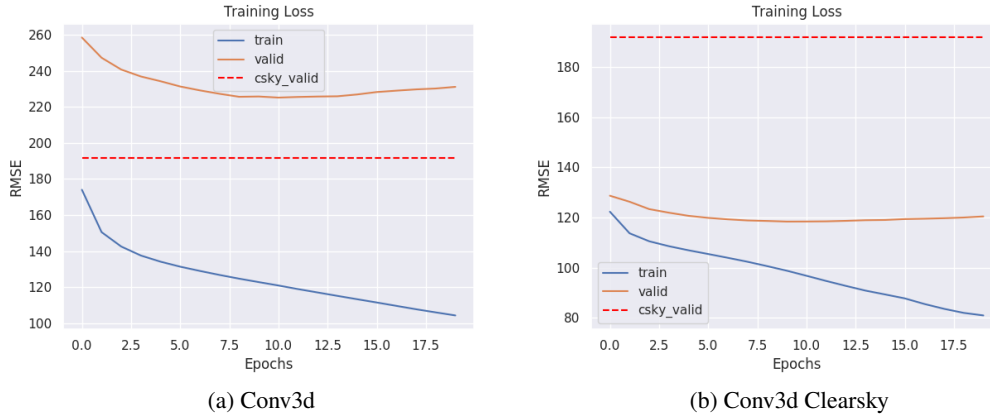 Training Loss
260
240
220
200
180
160
140
120
100
RMSE
train
valid
csky_valid
0.0 2.5 5.0 7.5 10.0 12.5 15.0 17.5
Epochs
(a) Conv3d
Training Loss
180
160
140
120
100
80
RMSE
train
valid
csky_valid
0.0 2.5 5.0 7.5 10.0 12.5 15.0 17.5
Epochs
(b) Conv3d Clearsky